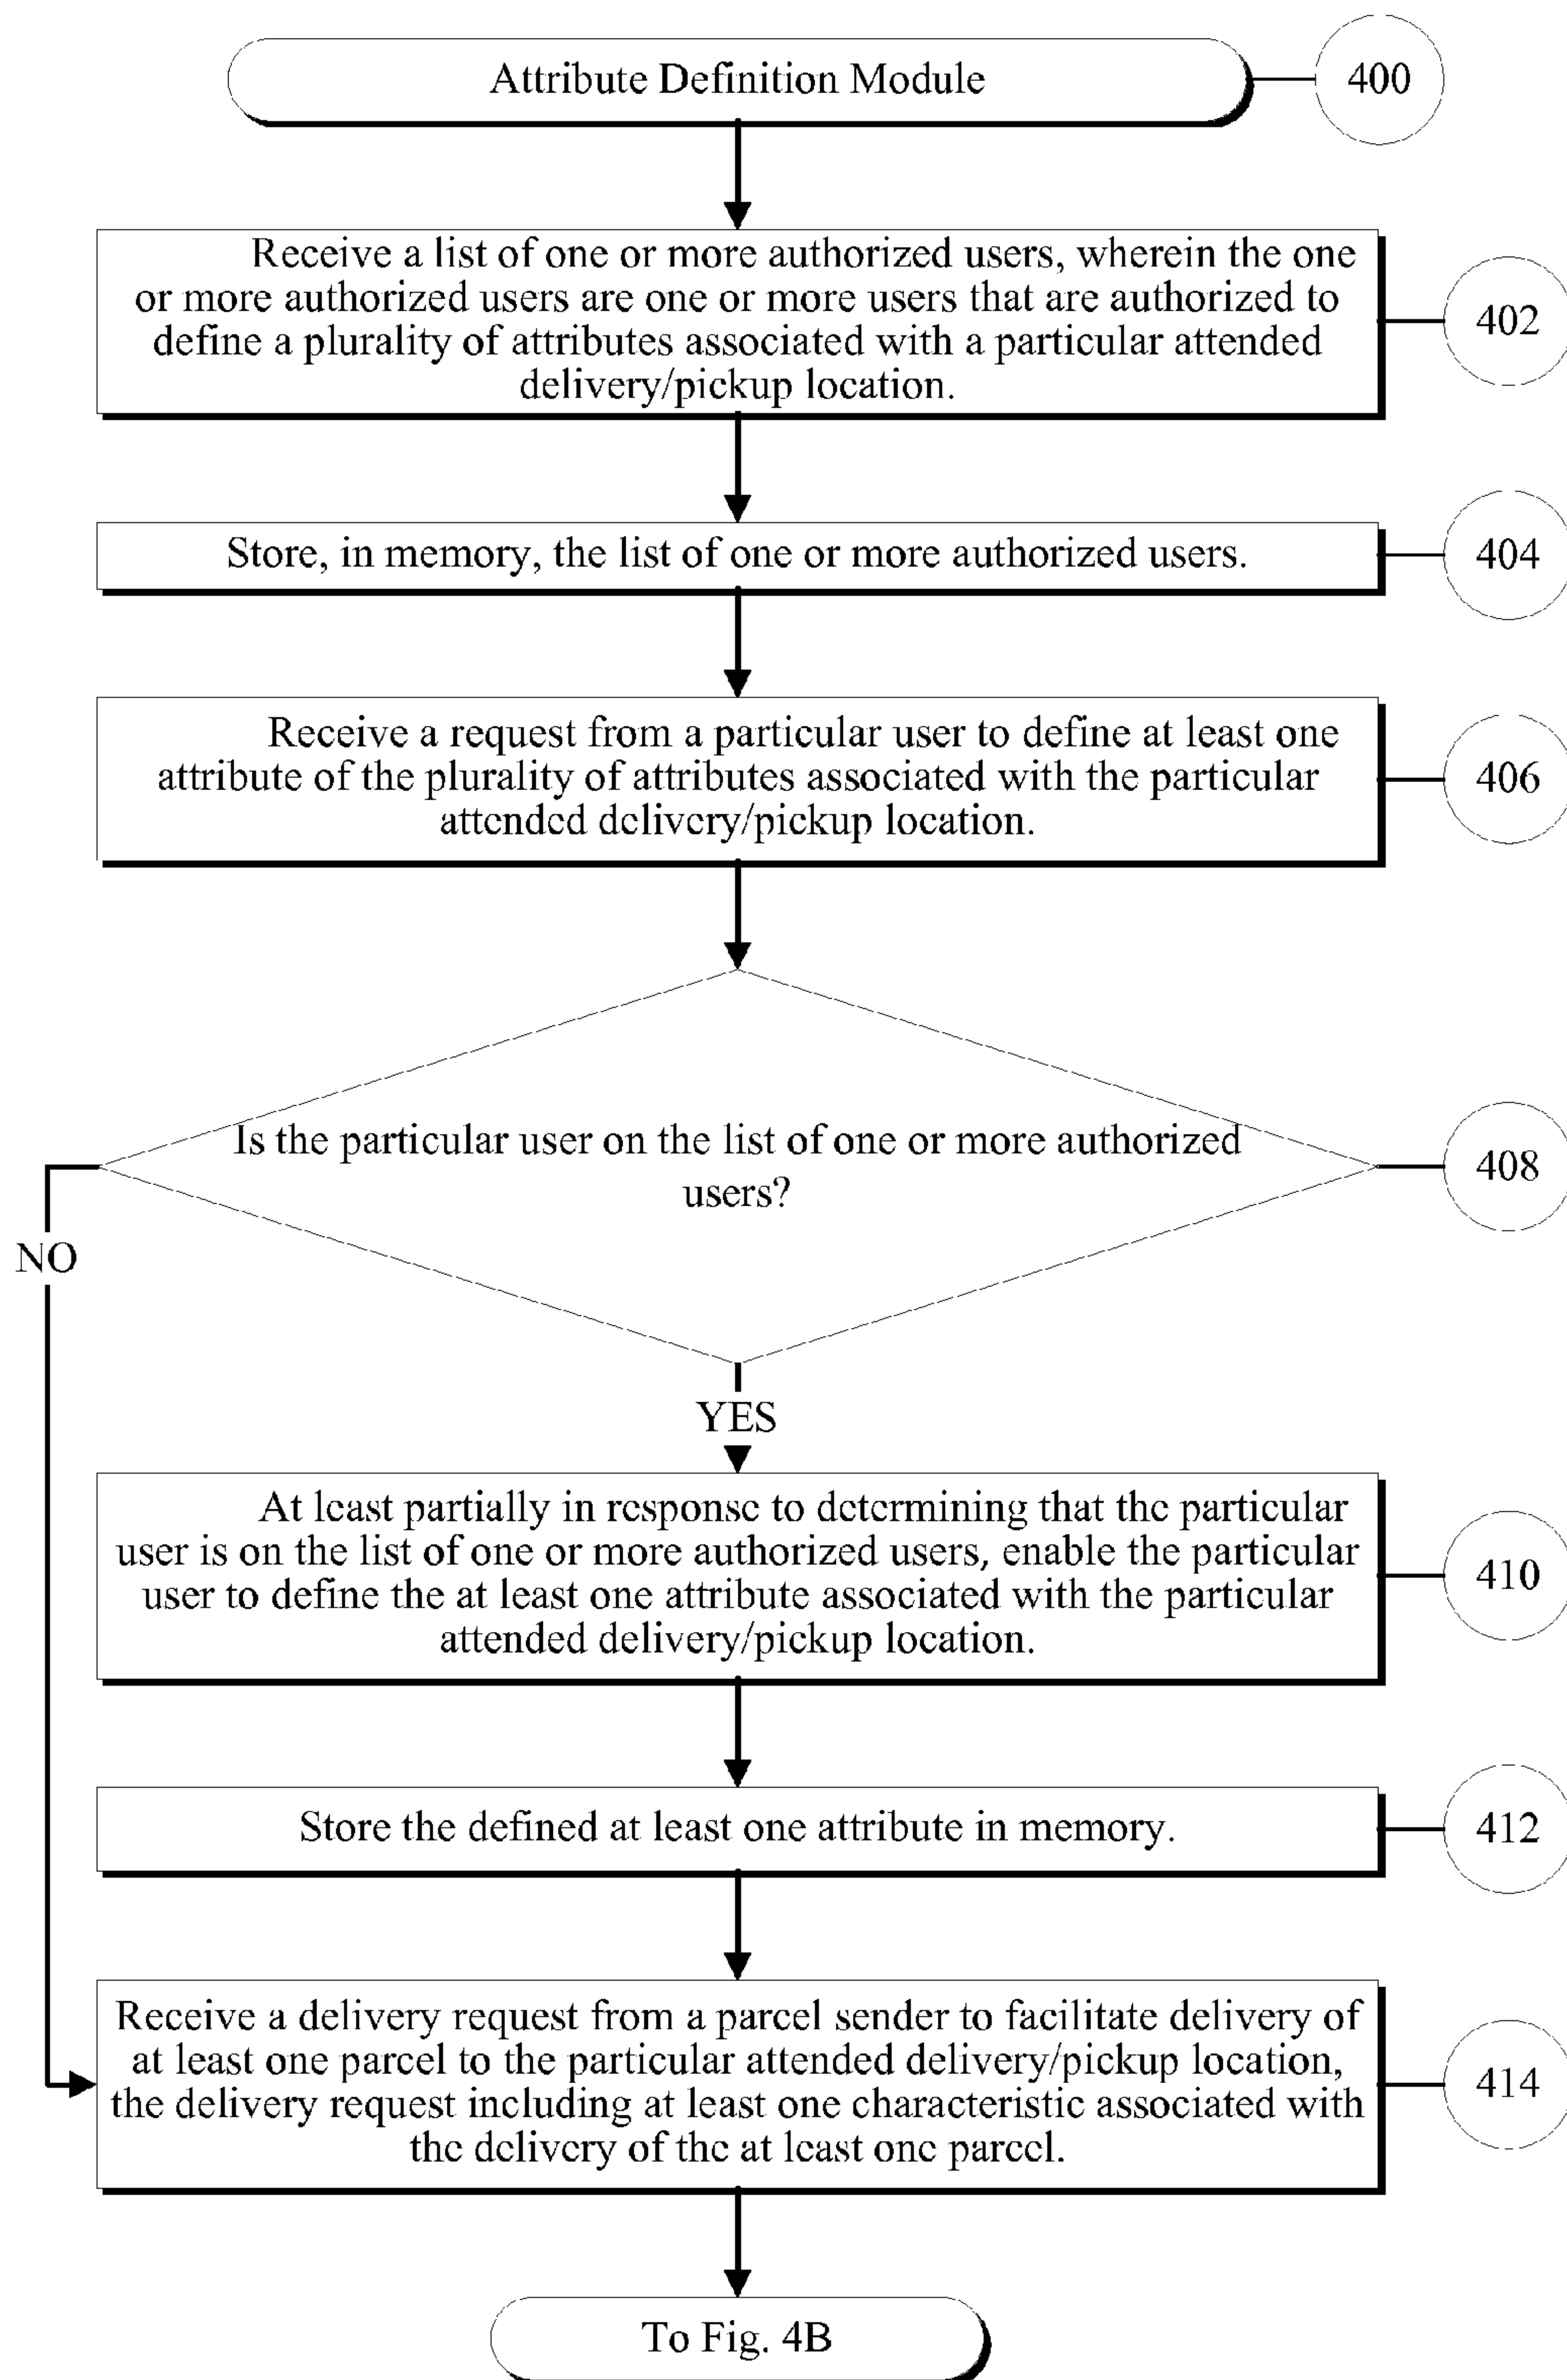 Attribute Definition Module
400
Receive a list of one or more authorized users, wherein the one
or more authorized users are one or more users that are authorized to
define a plurality of attributes associated with a particular attended
delivery/pickup location.
402
Store, in memory, the list of one or more authorized users.
404
Receive a request from a particular user to define at least one
attribute of the plurality of attributes associated with the particular
attended delivery/pickup location.
406
Is the particular user on the list of one or more authorized
users?
408
NO
YES
At least partially in response to determining that the particular
user is on the list of one or more authorized users, enable the particular
user to define the at least one attribute associated with the particular
attended delivery/pickup location.
410
Store the defined at least one attribute in memory.
412
Receive a delivery request from a parcel sender to facilitate delivery of
at least one parcel to the particular attended delivery/pickup location,
the delivery request including at least one characteristic associated with
the delivery of the at least one parcel.
414
To Fig. 4B